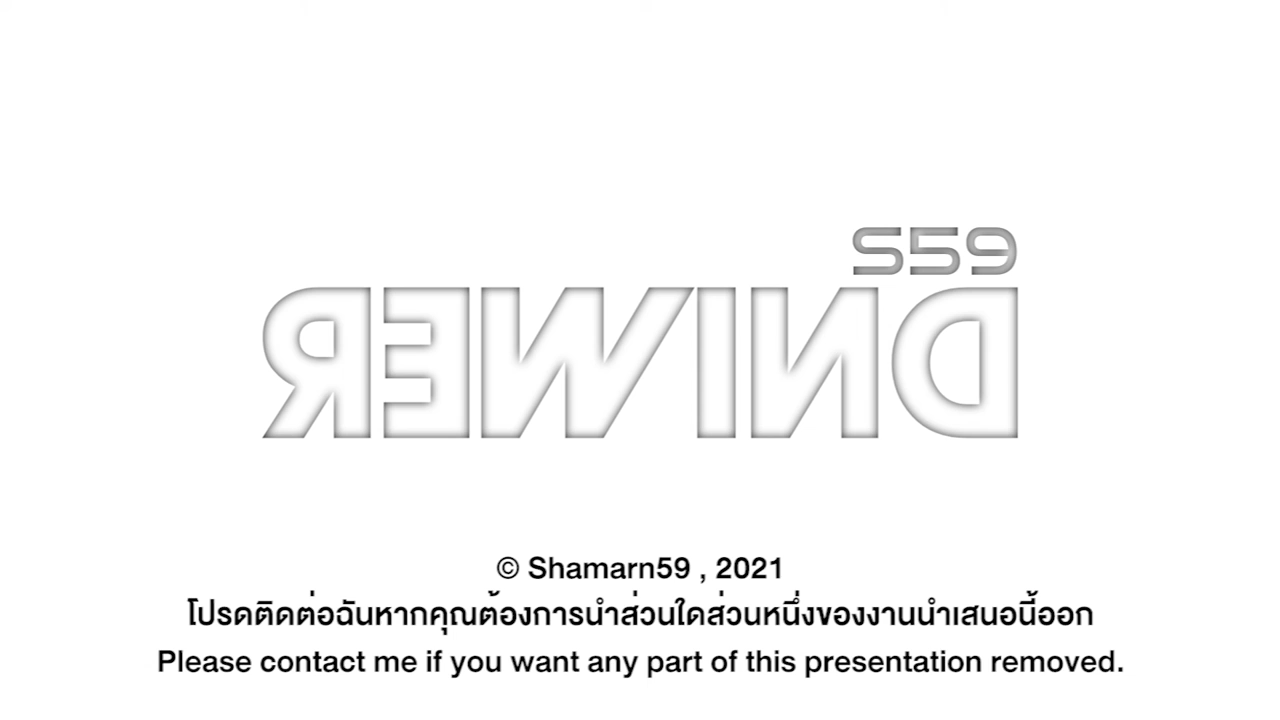 S59
REWIND
© Shamarn59 , 2021
โปรดติดต่อฉันหากคุณต้องการนำส่วนใดส่วนหนึ่งของงานนำเสนอนี้ออก
Please contact me if you want any part of this presentation removed.